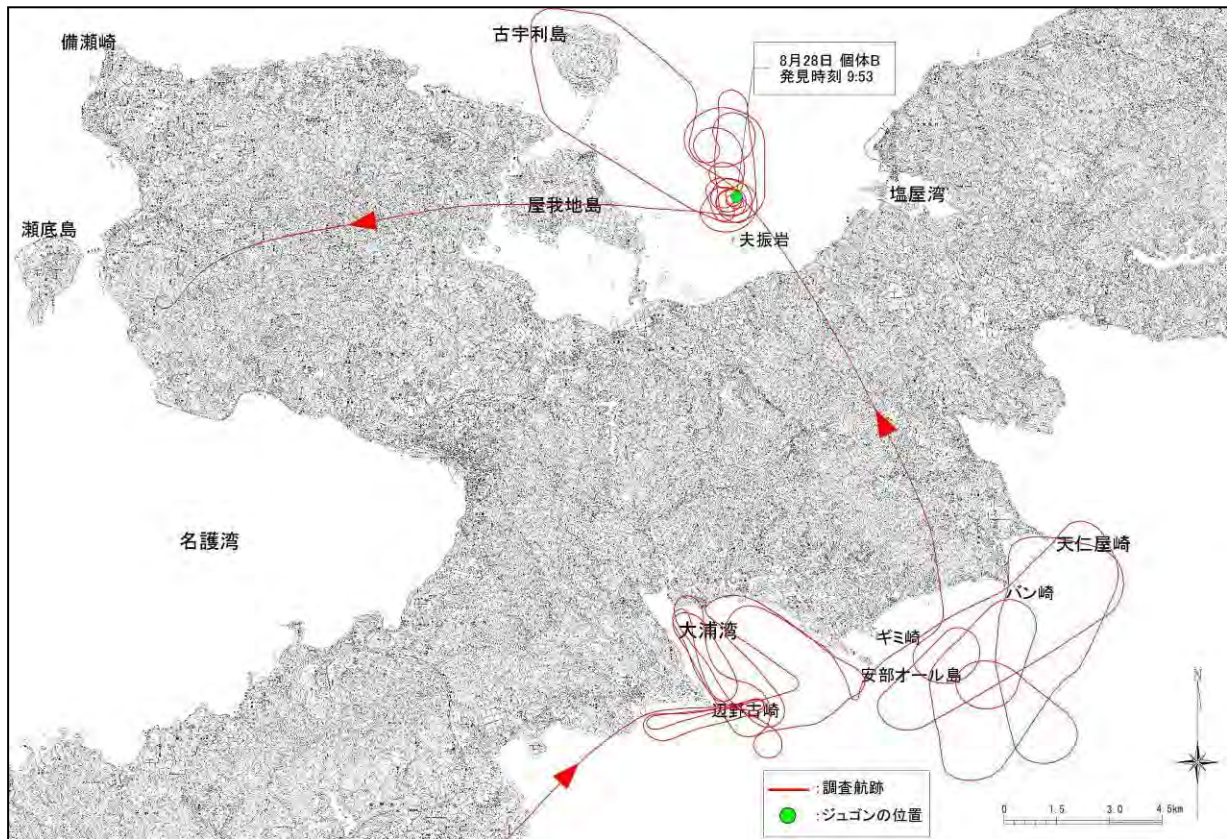 備瀬崎
古宇利島
8月28日 個体B
発見時刻 9:53
塩屋湾
屋我地島
瀬底島
夫振岩
名護湾
天仁屋崎
バン崎
大浦湾
ギミ崎
安部オール島
辺野古崎
N
:調査航跡
:ジュゴンの位置
0 1.5 3.0 4.5km